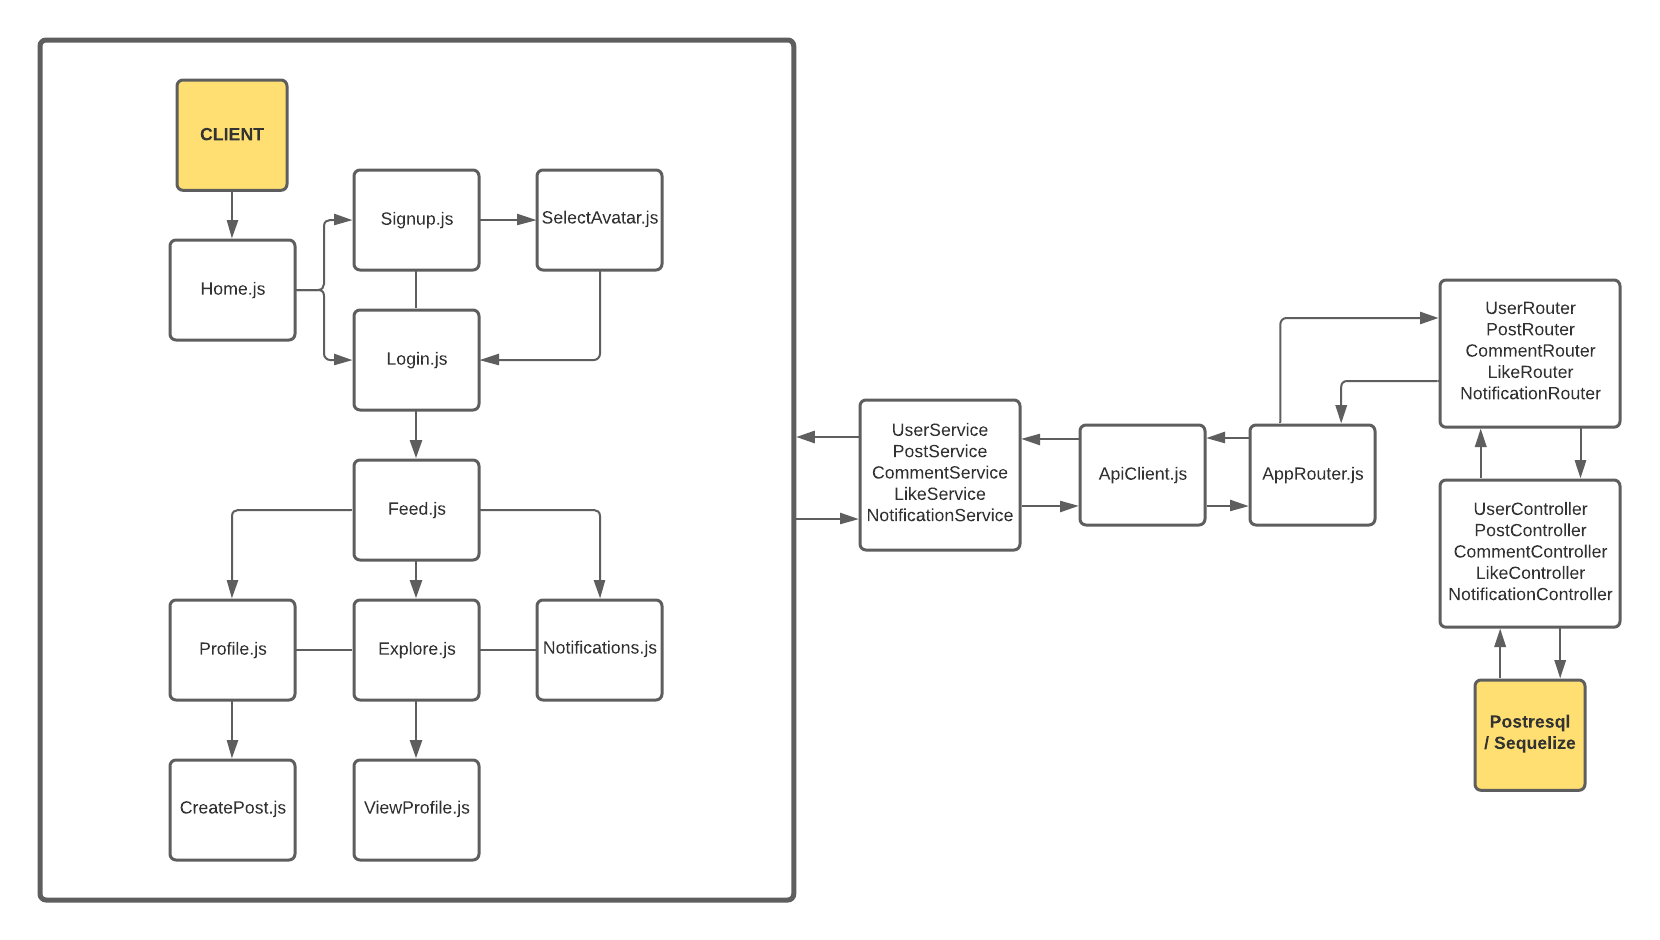 CLIENT
Home.js
Signup.js
SelectAvatar.js
Login.js
Feed.js
Profile.js
Explore.js
Notifications.js
CreatePost.js
ViewProfile.js
UserService
PostService
CommentService
LikeService
NotificationService
ApiClient.js
AppRouter.js
UserRouter
PostRouter
CommentRouter
LikeRouter
NotificationRouter
UserController
PostController
CommentController
LikeController
NotificationController
Postresql
/ Sequelize